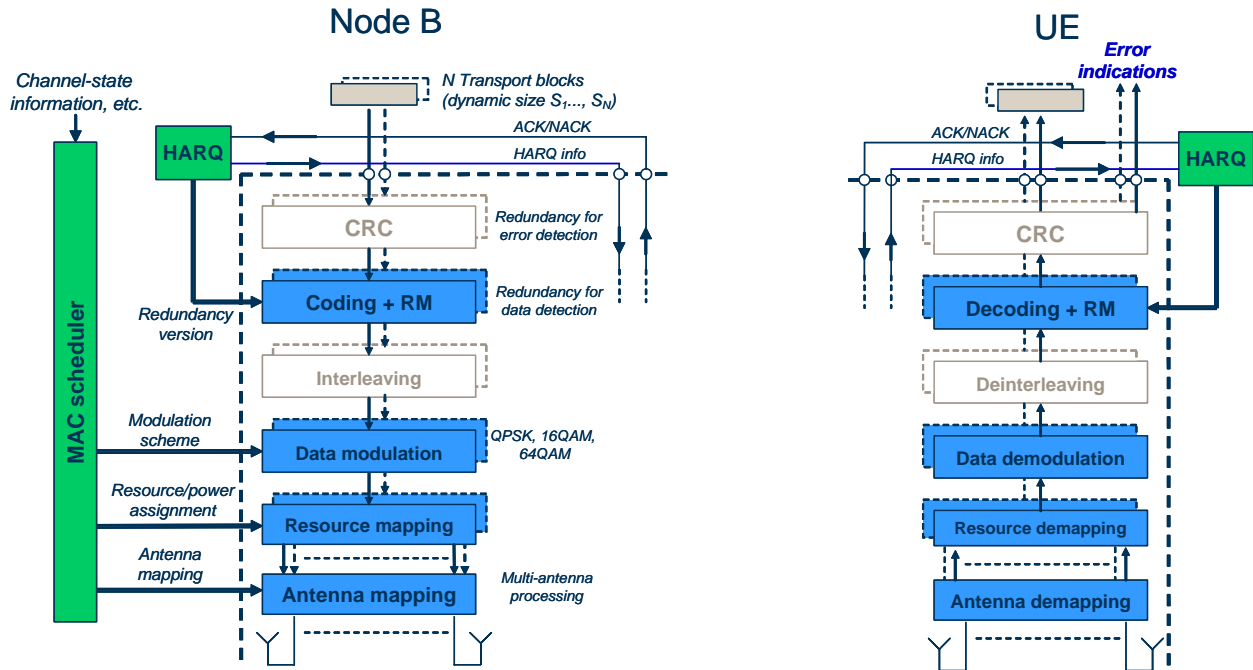 Node B
UE
Channel-state
information, etc.
N Transport blocks
(dynamic size S1..., SN)
Error
indications
ACK/NACK
HARQ
HARQ info
ACK/NACK
HARQ info
HARQ
MAC scheduler
CRC
Redundancy for
error detection
CRC
Coding + RM
Redundancy for
data detection
Decoding + RM
Redundancy
version
Interleaving
Deinterleaving
Modulation
scheme
Data modulation
QPSK, 16QAM,
64QAM
Data demodulation
Resource/power
assignment
Resource mapping
Resource demapping
Antenna
mapping
Antenna mapping
Multi-antenna
processing
Antenna demapping